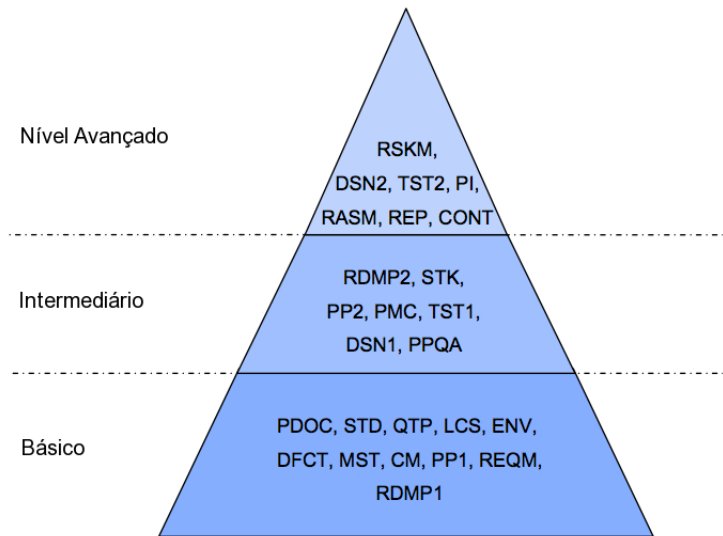 Nível Avançado
RSKM,
DSN2, TST2, PI,
RASM, REP, CONT
Intermediário
RDMP2, STK,
PP2, PMC, TST1,
DSN1, PPQA
Básico
PDOC, STD, QTP, LCS, ENV,
DFCT, MST, CM, PP1, REQM,
RDMP1